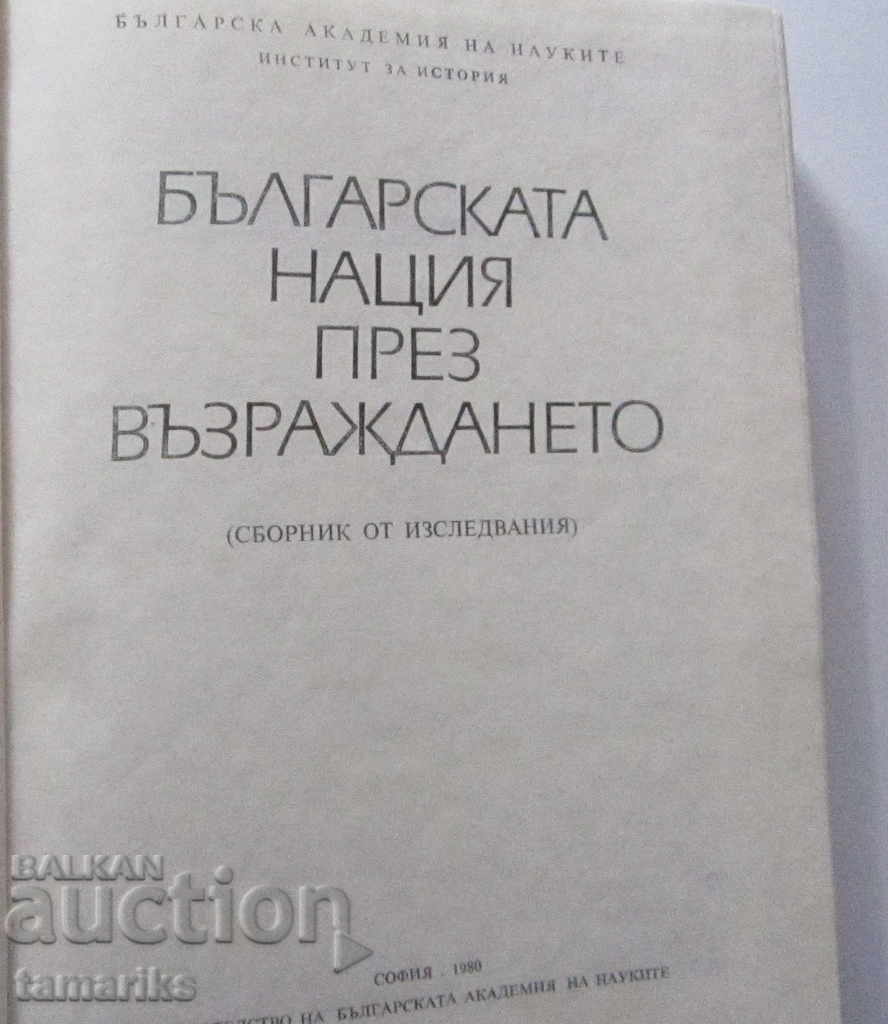 БЪЛГАРСКА АКАДЕМИЯ НА НАУКИТЕ
ИНСТИТУТ ЗА ИСТОРИЯ
БЪЛГАРСКАТА
НАЦИЯ
ПРЕЗ
ВЪЗРАЖДАНЕТО
(СБОРНИК ОТ ИЗСЛЕДВАНИЯ)
BALKAN
auction
tamariks
СОФИЯ . 1980
НА БЪЛГАРСКАТА АКАДЕМИЯ НА НАУКИТЕ